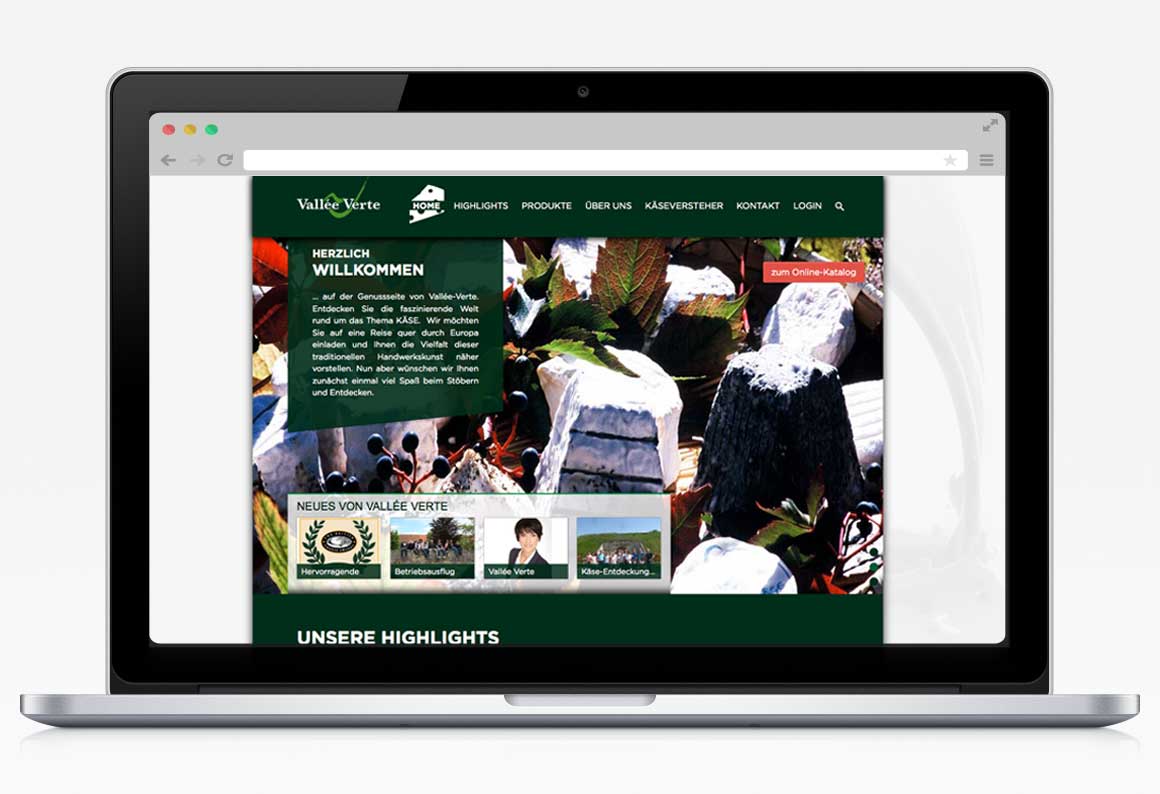 Vallée Verte
HOME HIGHLIGHTS PRODUKTE ÜBER UNS KÄSEVERSTEHER KONTAKT LOGIN
HERZLICH
WILLKOMMEN
... auf der Genussseite von Vallée-Verte.
Entdecken Sie die faszinierende Welt
rund um das Thema KÄSE. Wir möchten
Sie auf eine Reise quer durch Europa
einladen und Ihnen die Vielfalt dieser
traditionellen Handwerkskunst näher
vorstellen. Nun aber wünschen wir Ihnen
zunächst einmal viel Spaß beim Stöbern
und Entdecken.
zum Online-Katalog
NEUES VON VALLÉE VERTE
Hervorragende
Betriebsausflug
Vallée Verte
Käse-Entdeckung...
UNSERE HIGHLIGHTS